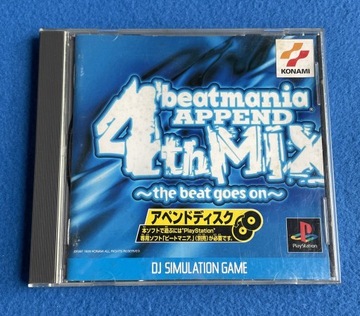 KONAMI
beatmania
APPEND
4thMiX
～the beat goes on～
アペンドディスク
本ソフトで遊ぶには"PlayStation"
専用ソフト「ビートマニア」(別売)が必要です。
PlayStation
DJ SIMULATION GAME